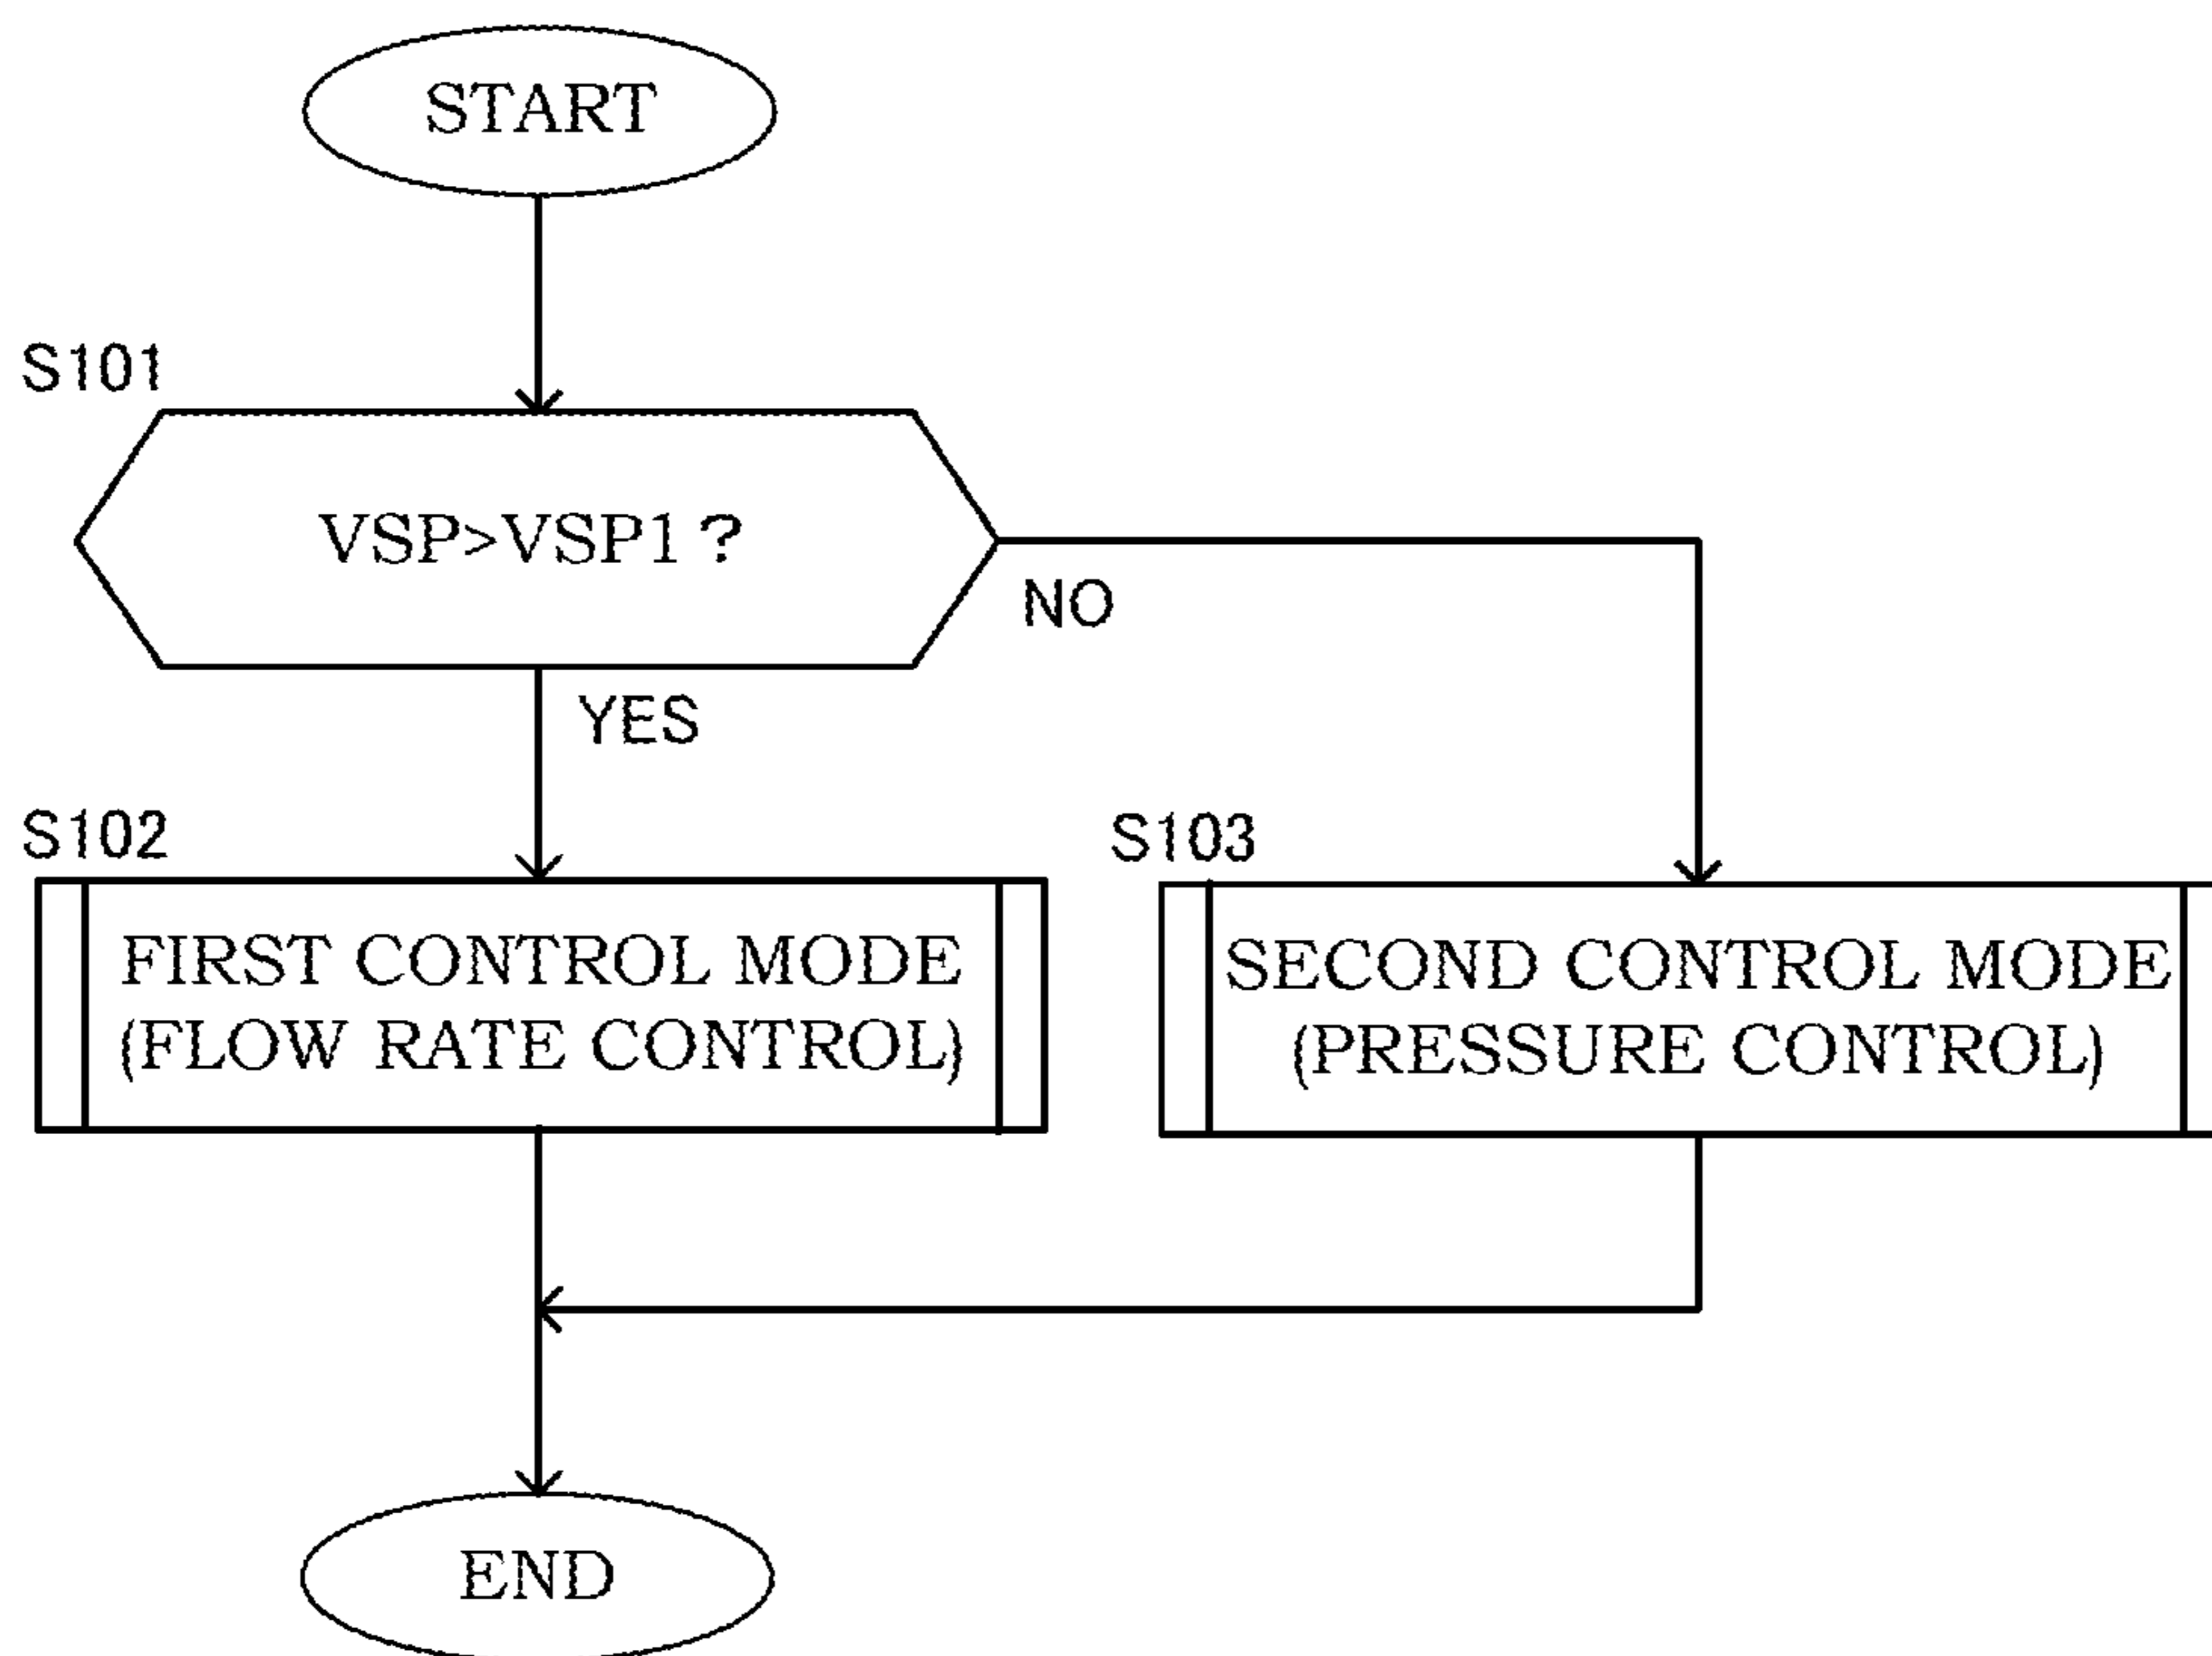 START
S101
VSP>VSP1 ?
NO
YES
S102
S103
FIRST CONTROL MODE
(FLOW RATE CONTROL)
SECOND CONTROL MODE
(PRESSURE CONTROL)
END